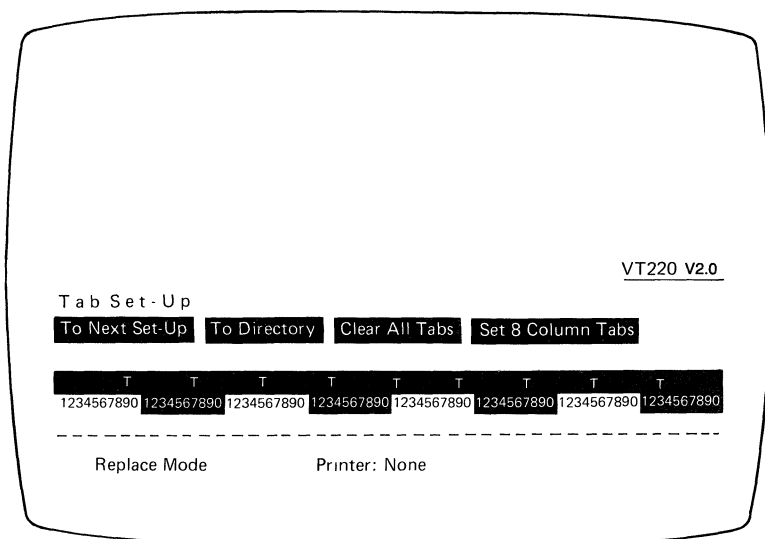 VT220 V2.0
Tab Set-Up
To Next Set-Up To Directory Clear All Tabs Set 8 Column Tabs
T T T T T T T T T
1234567890 1234567890 1234567890 1234567890 1234567890 1234567890 1234567890 1234567890
Replace Mode Printer: None